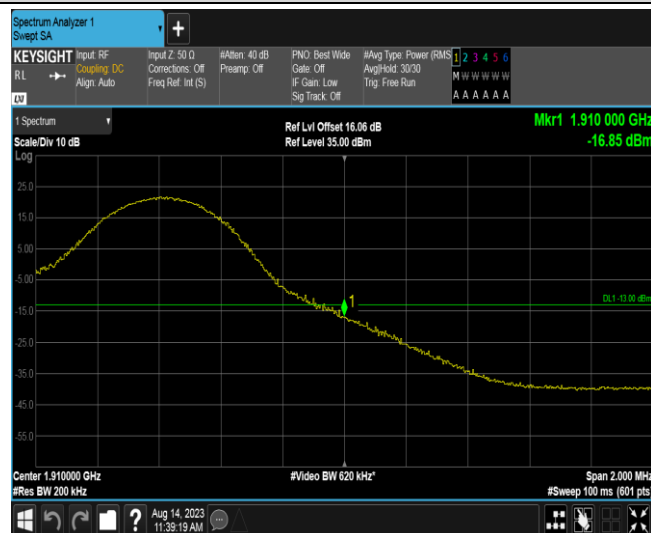 Spectrum Analyzer 1
Swept SA
KEYSIGHT Input: RF
RL Coupling: DC
Align: Auto
Input Z: 50 Ω
Corrections: Off
Freq Ref: Int (S)
#Atten: 40 dB
Preamp: Off
PNO: Best Wide
Gate: Off
IF Gain: Low
Sig Track: Off
#Avg Type: Power (RMS
Avg|Hold: 30/30
Trig: Free Run
1 2 3 4 5 6
M W W W W W
A A A A A A
1 Spectrum
Scale/Div 10 dB
Ref Lvl Offset 16.06 dB
Ref Level 35.00 dBm
Mkr1 1.910 000 GHz
-16.85 dBm
Log
25.0
15.0
5.00
-5.00
1
DL1 -13.00 dBm
-15.0
-25.0
-35.0
-45.0
-55.0
Center 1.910000 GHz
#Video BW 620 kHz*
Span 2.000 MHz
#Res BW 200 kHz
#Sweep 100 ms (601 pts)
?
Aug 14, 2023
11:39:19 AM